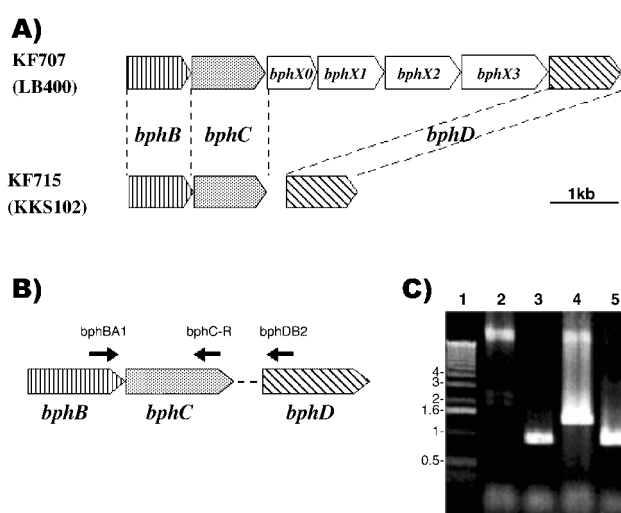 A)
KF707
(LB400)
bphX0 bphX1 bphX2 bphX3
bphB bphC bphD
KF715
(KKS102)
1kb
B)
bphBA1 bphC-R bphDB2
bphB bphC bphD
C)
1 2 3 4 5
4-
3-
2-
1.6-
1-
0.5-